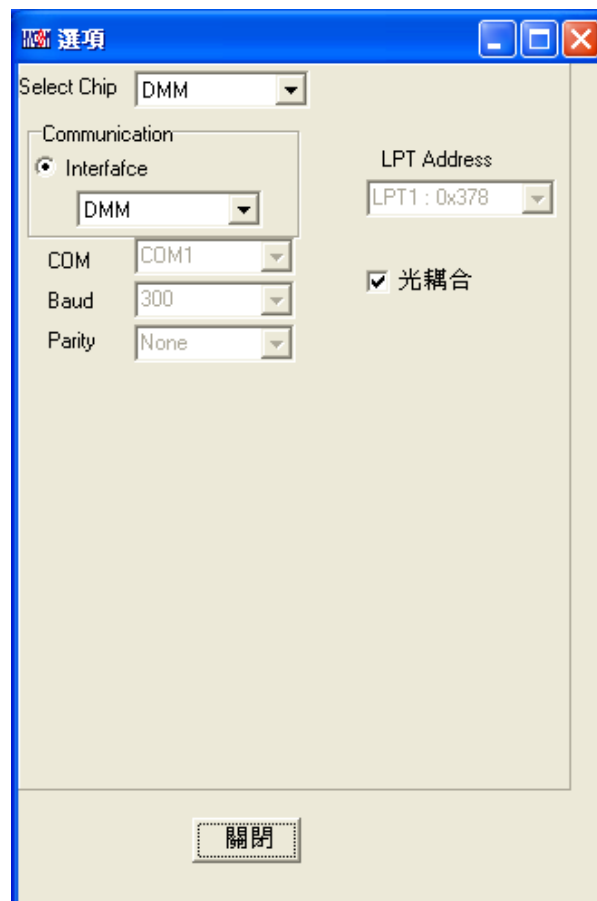 選項
Select Chip DMM
Communication
Interfafce
DMM
LPT Address
LPT1 : 0x378
COM COM1
Baud 300
Parity None
光耦合
關閉